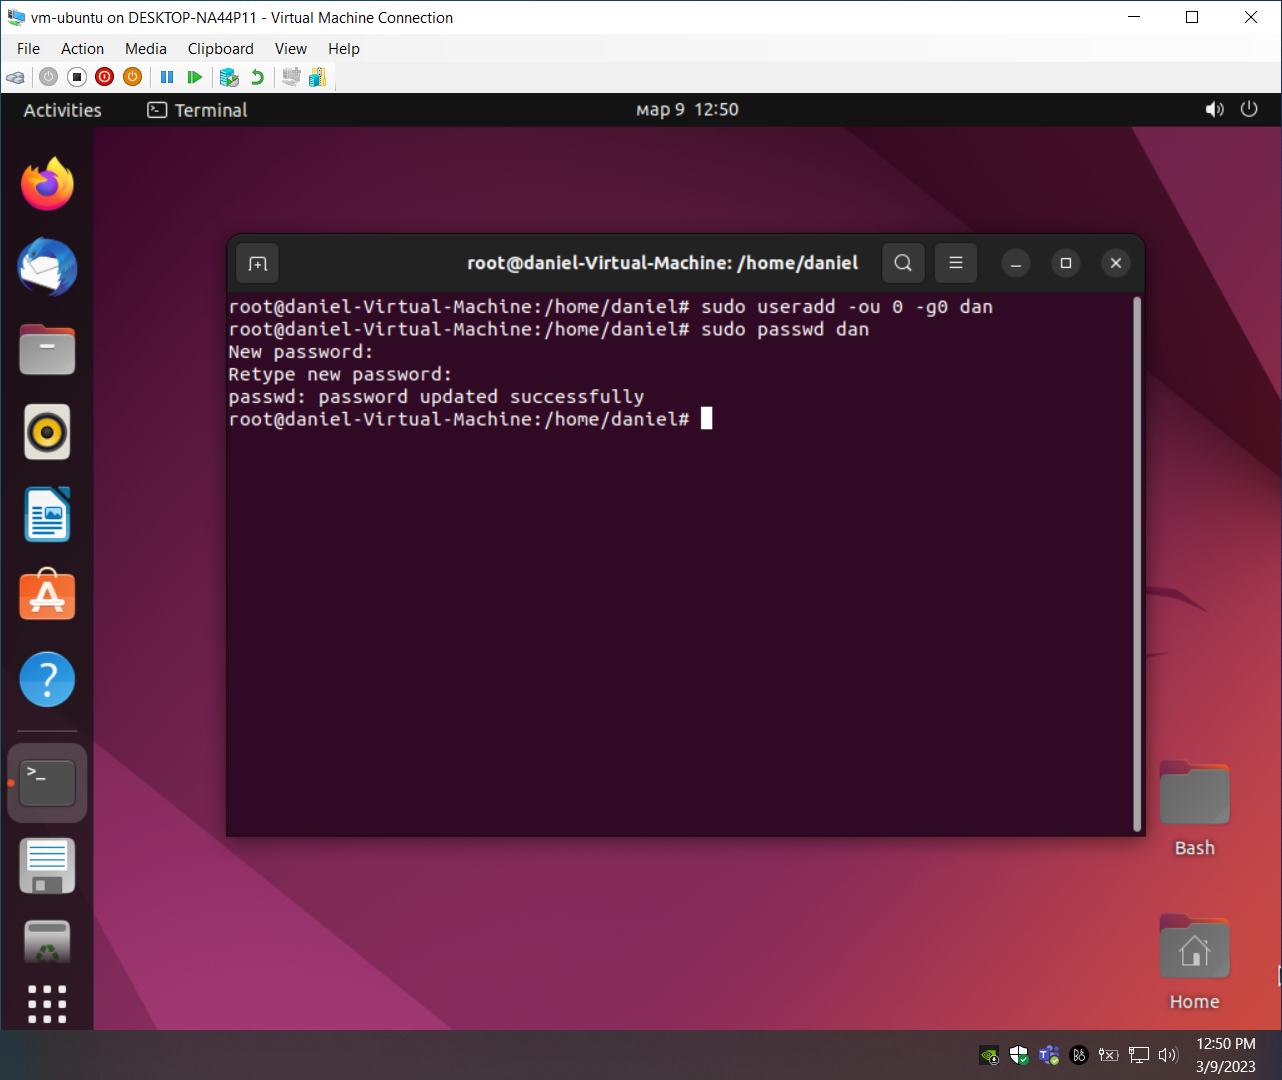 vm-ubuntu on DESKTOP-NA44P11 - Virtual Machine Connection
File Action Media Clipboard View Help
Activities Terminal мар 9 12:50
root@daniel-Virtual-Machine: /home/daniel
root@daniel-Virtual-Machine:/home/daniel# sudo useradd -ou 0 -g0 dan
root@daniel-Virtual-Machine:/home/daniel# sudo passwd dan
New password:
Retype new password:
passwd: password updated successfully
root@daniel-Virtual-Machine:/home/daniel#
Bash
Home
12:50 PM
3/9/2023